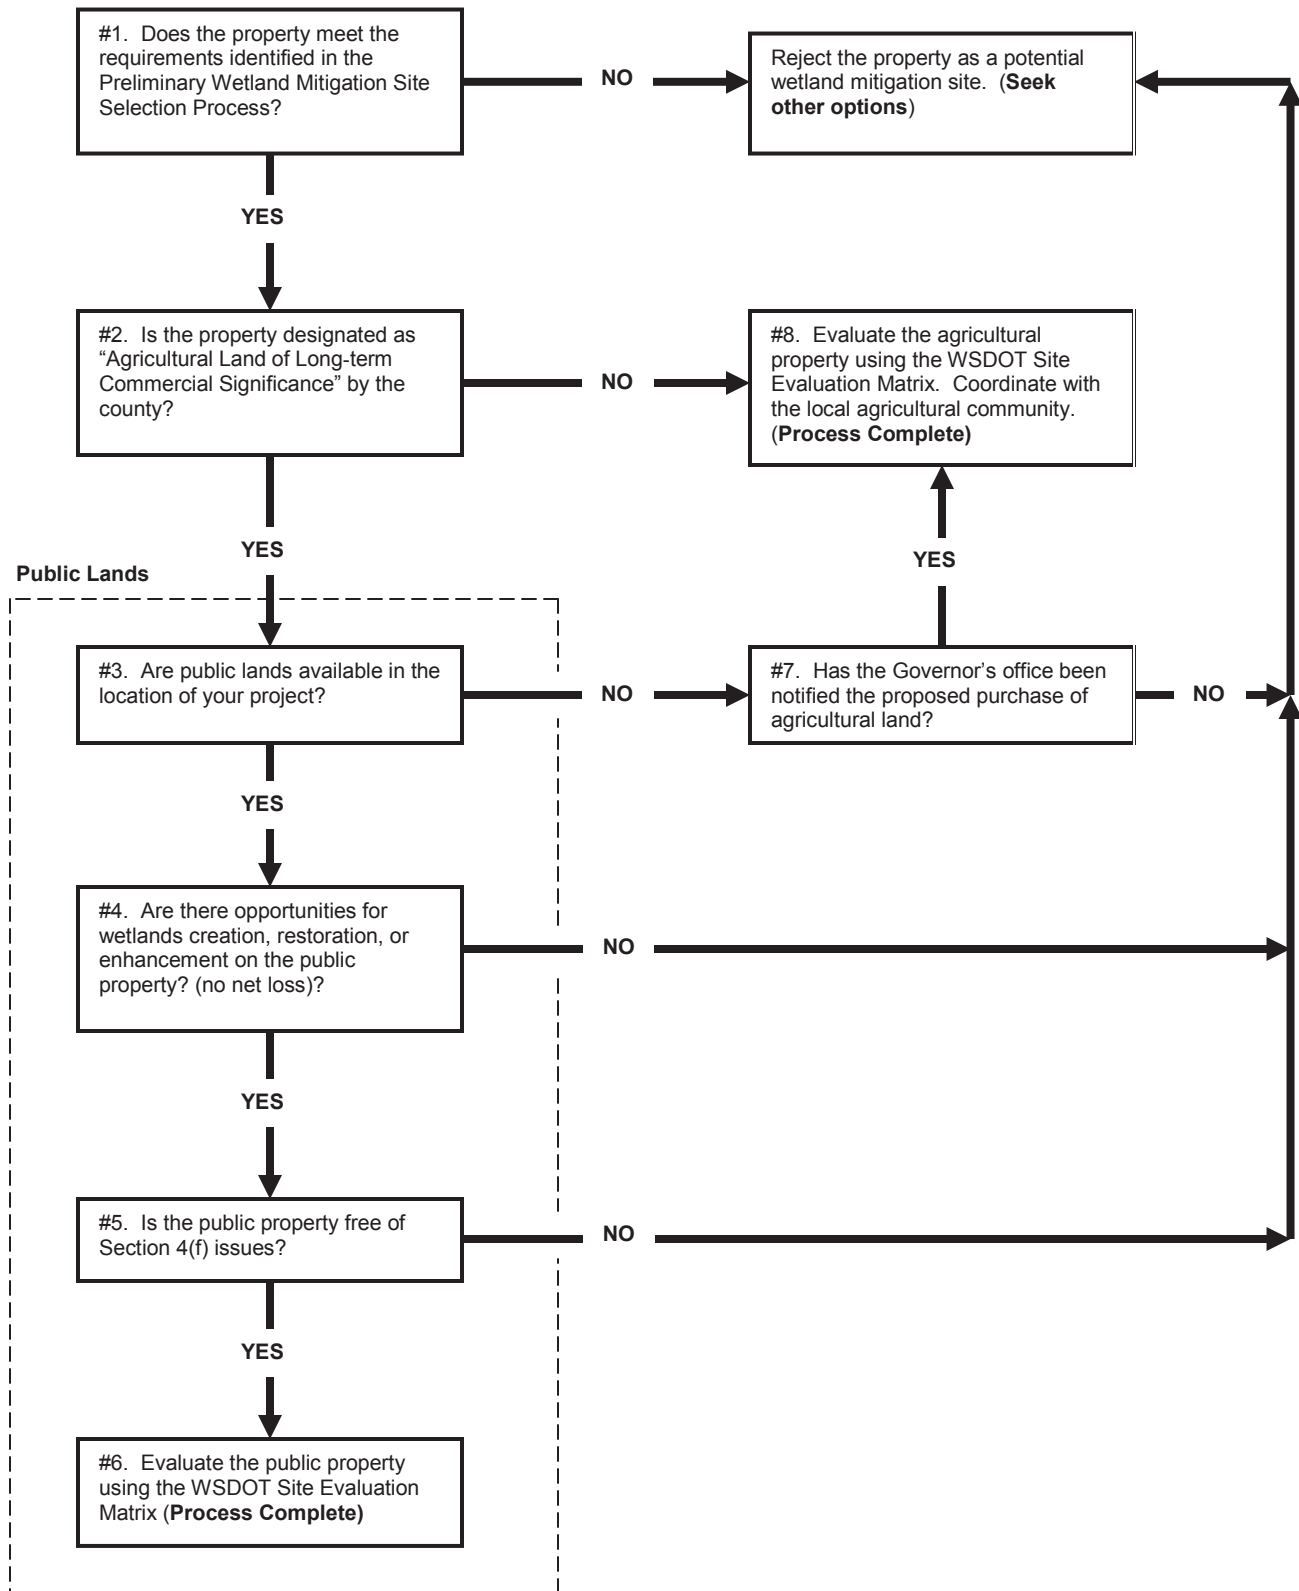 #1.  Does the property meet the
requirements identified in the
Preliminary Wetland Mitigation Site
Selection Process?
NO
Reject the property as a potential
wetland mitigation site.  (Seek
other options)
YES
#2.  Is the property designated as
“Agricultural Land of Long-term
Commercial Significance” by the
county?
NO
#8.  Evaluate the agricultural
property using the WSDOT Site
Evaluation Matrix.  Coordinate with
the local agricultural community.
(Process Complete)
YES
YES
Public Lands
#3.  Are public lands available in the
location of your project?
NO
#7.  Has the Governor’s office been
notified the proposed purchase of
agricultural land?
NO
YES
#4.  Are there opportunities for
wetlands creation, restoration, or
enhancement on the public
property? (no net loss)?
NO
YES
#5.  Is the public property free of
Section 4(f) issues?
NO
YES
#6.  Evaluate the public property
using the WSDOT Site Evaluation
Matrix (Process Complete)